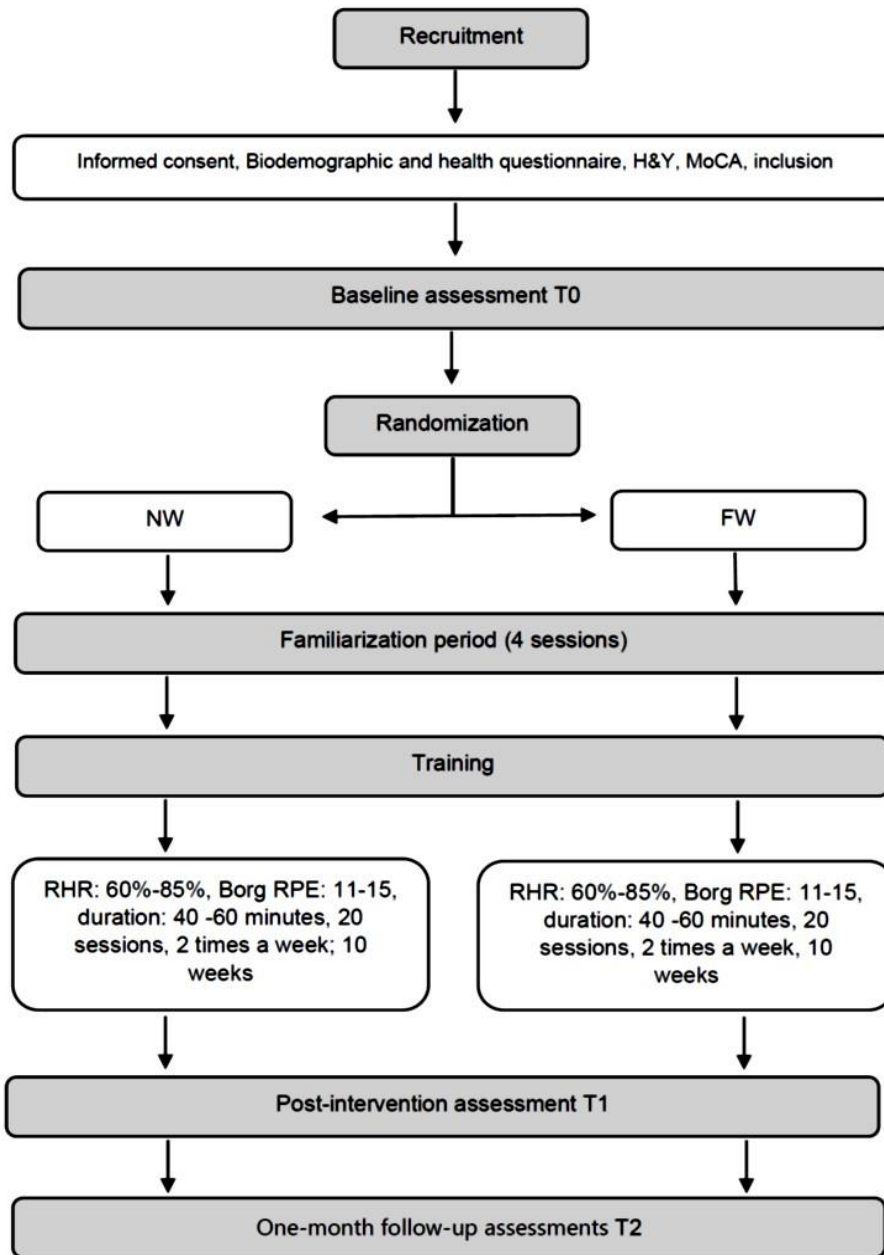 Recruitment
Informed consent, Biodemographic and health questionnaire, H&Y, MoCA, inclusion
Baseline assessment T0
Randomization
NW
FW
Familiarization period (4 sessions)
Training
RHR: 60%-85%, Borg RPE: 11-15,
duration: 40 -60 minutes, 20
sessions, 2 times a week; 10
weeks
RHR: 60%-85%, Borg RPE: 11-15,
duration: 40 -60 minutes, 20
sessions, 2 times a week, 10
weeks
Post-intervention assessment T1
One-month follow-up assessments T2